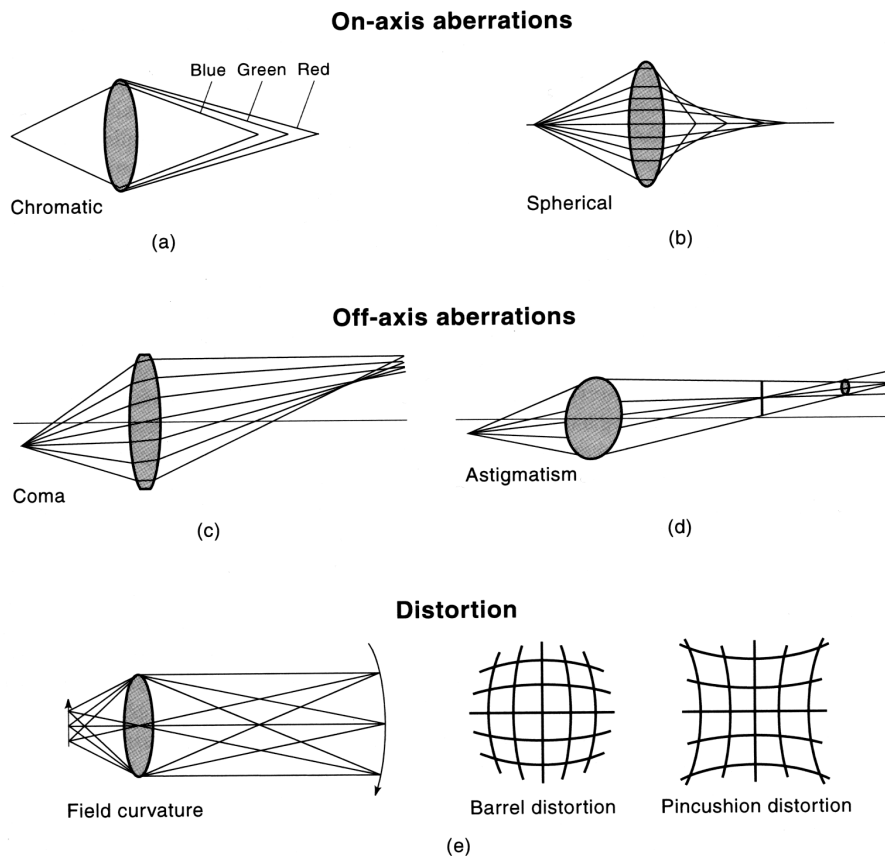 On-axis aberrations
Blue Green Red
Chromatic
(a)
Spherical
(b)
Off-axis aberrations
Coma
(c)
Astigmatism
(d)
Distortion
Field curvature
Barrel distortion
Pincushion distortion
(e)